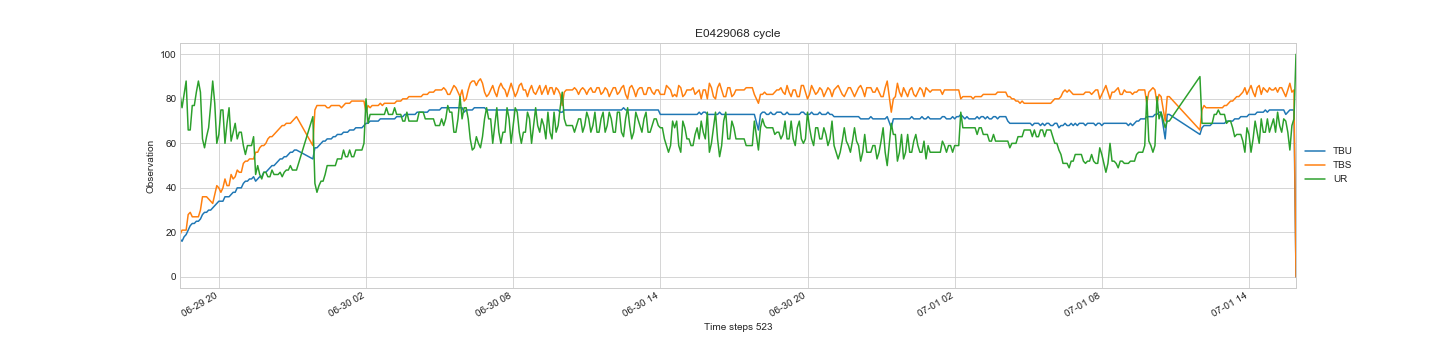 E0429068 cycle
100
80
60
40
20
0
Observation
TBU
TBS
UR
06-29 20
06-30 02
06-30 08
06-30 14
06-30 20
07-01 02
07-01 08
07-01 14
Time steps 523